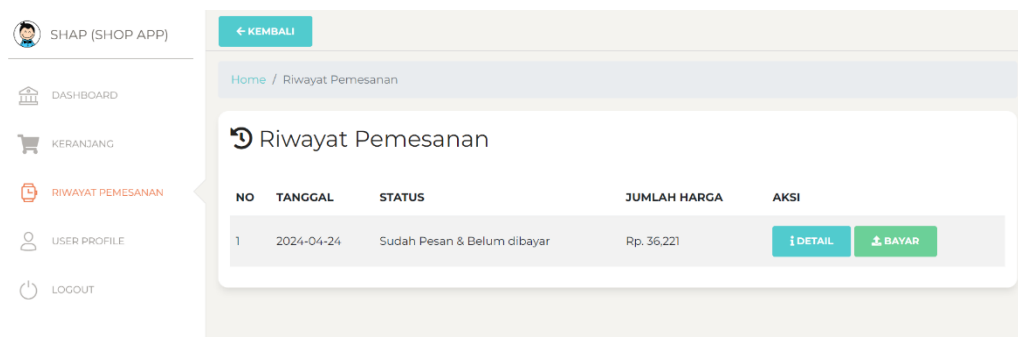 SHAP (SHOP APP)
DASHBOARD
KERANJANG
RIWAYAT PEMESANAN
USER PROFILE
LOGOUT
KEMBALI
Home / Riwayat Pemesanan
Riwayat Pemesanan
NO TANGGAL STATUS JUMLAH HARGA AKSI
1 2024-04-24 Sudah Pesan & Belum dibayar Rp. 36,221 DETAIL BAYAR